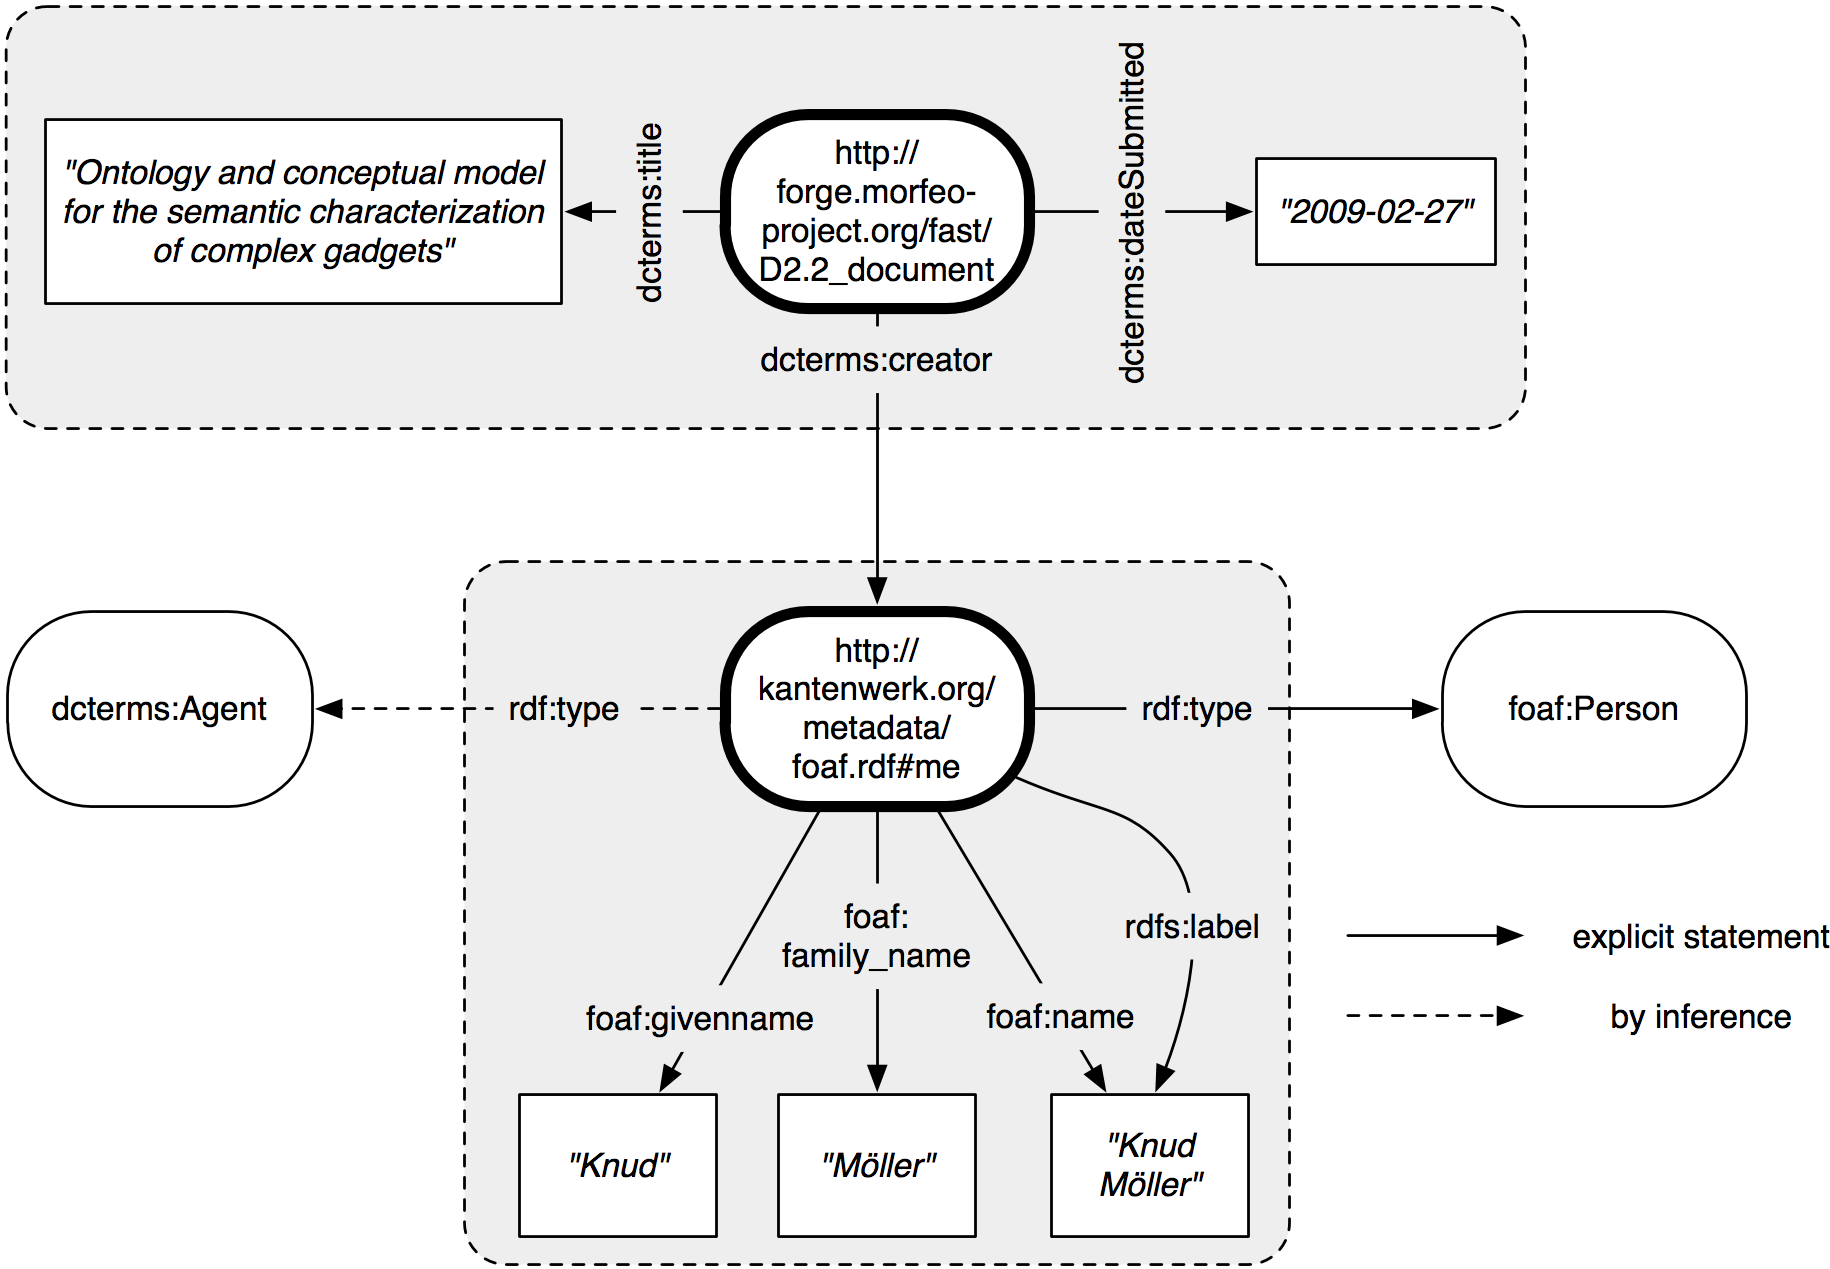 "Ontology and conceptual model
for the semantic characterization
of complex gadgets"
dcterms:title
http://
forge.morfeo-
project.org/fast/
D2.2_document
dcterms:dateSubmitted
"2009-02-27"
dcterms:creator
dcterms:Agent
rdf:type
http://
kantenwerk.org/
metadata/
foaf.rdf#me
rdf:type
foaf:Person
foaf:
family_name
rdfs:label
foaf:givenname
foaf:name
"Knud"
"Möller"
"Knud
Möller"
explicit statement
by inference